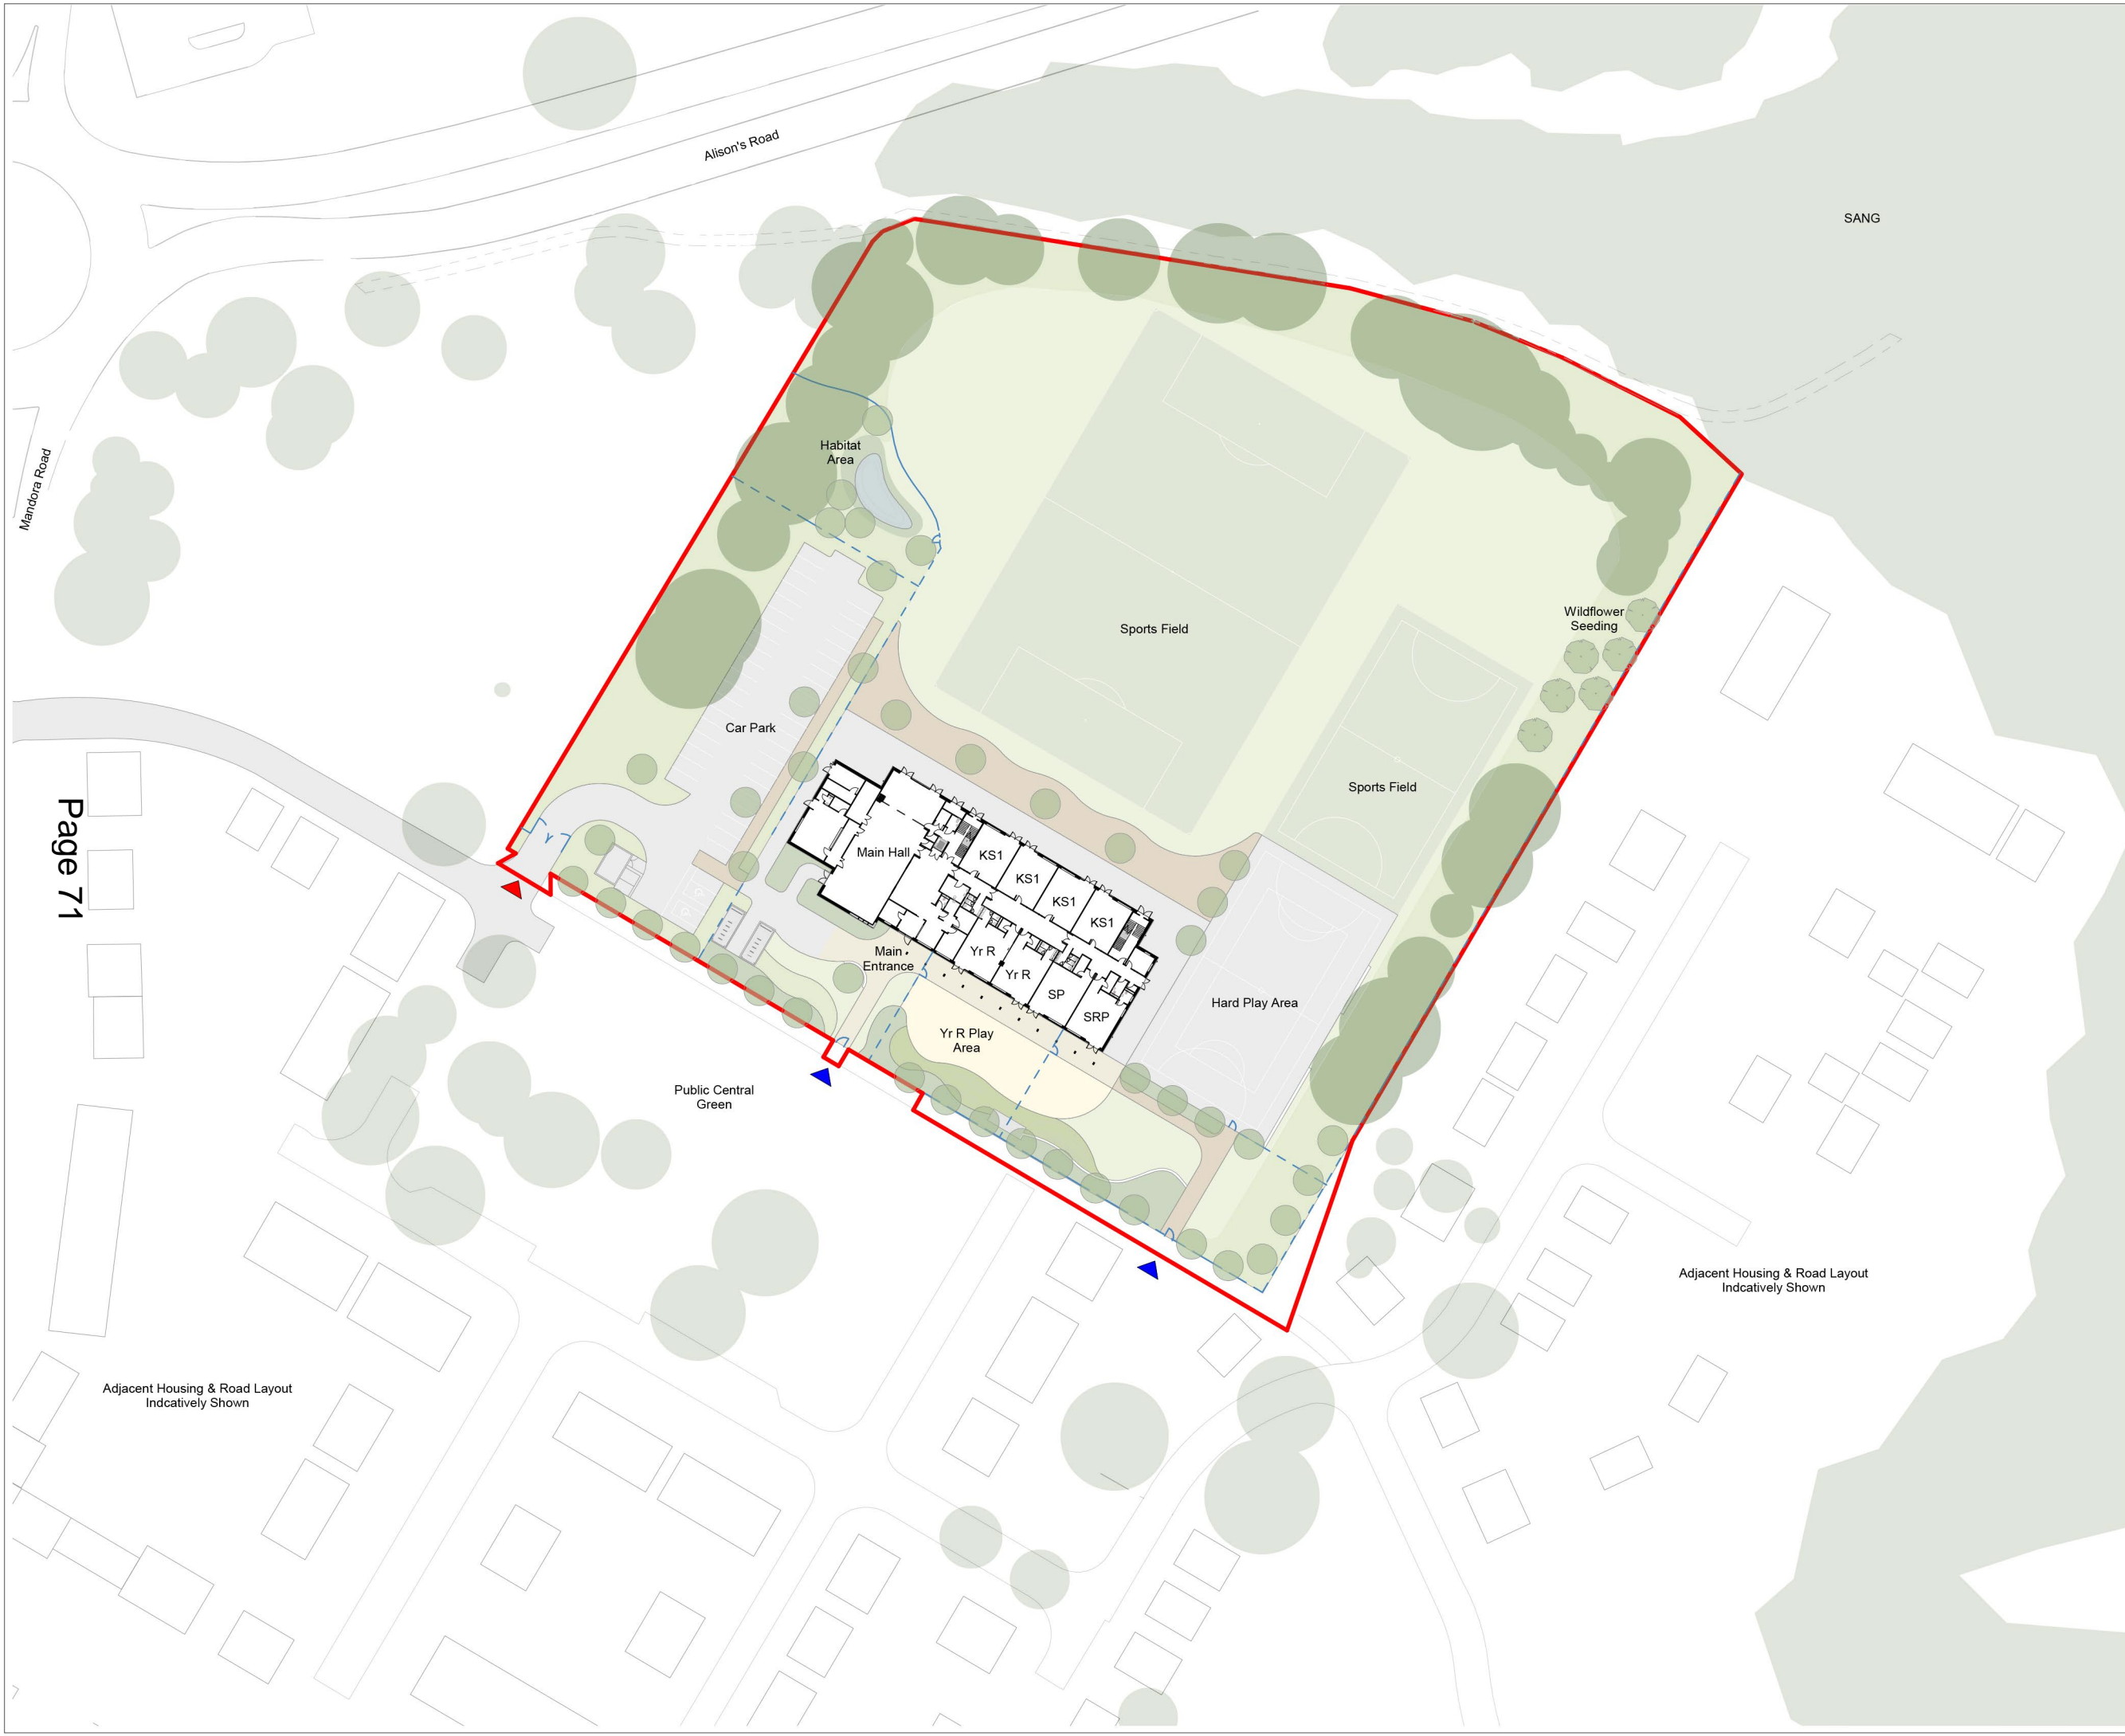 Alison's Road
SANG
Mandora Road
Habitat
Area
Sports Field
Wildflower
Seeding
Car Park
Sports Field
Page 71
Main Hall
KS1
KS1
KS1
KS1
Main
Entrance
Yr R
Yr R
SP
SRP
Hard Play Area
Yr R Play
Area
Public Central
Green
Adjacent Housing & Road Layout
Indcatively Shown
Adjacent Housing & Road Layout
Indcatively Shown